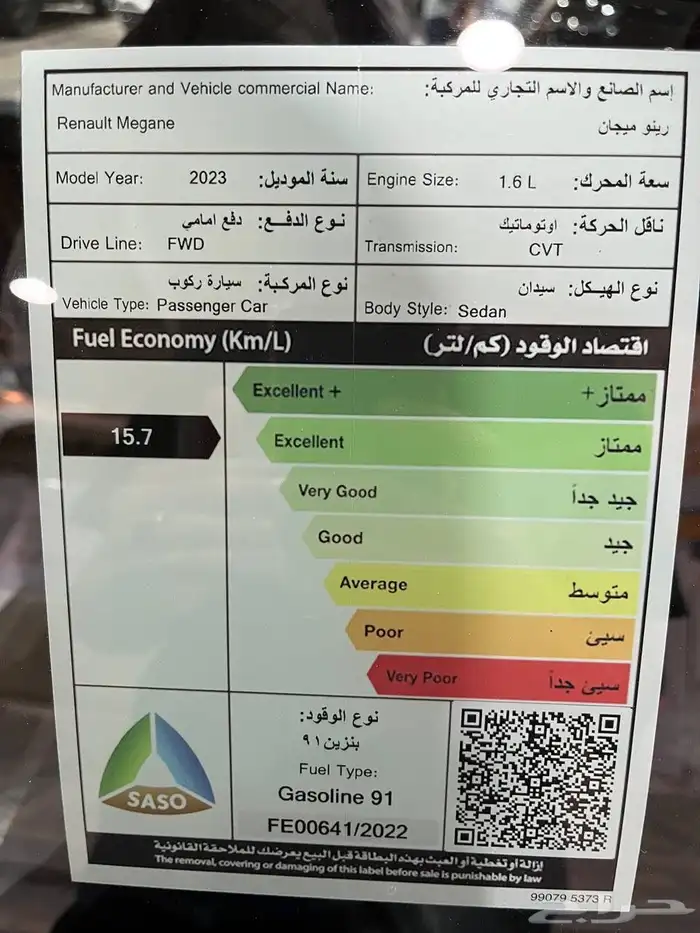 Manufacturer and Vehicle commercial Name: إسم الصانع والاسم التجاري للمركبة:
Renault Megane رينو ميجان
Model Year: 2023 سنة الموديل:
Engine Size: 1.6 L سعة المحرك:
نوع الدفع: دفع امامي
Drive Line: FWD
ناقل الحركة: اوتوماتيك
Transmission: CVT
نوع المركبة: سيارة ركوب
Vehicle Type: Passenger Car
نوع الهيكل: سيدان
Body Style: Sedan
Fuel Economy (Km/L) اقتصاد الوقود (كم/لتر)
Excellent + ممتاز+
15.7
Excellent ممتاز
Very Good جيد جداً
Good جيد
Average متوسط
Poor سيئ
Very Poor سيئ جداً
SASO
نوع الوقود:
بنزين ٩١
Fuel Type:
Gasoline 91
FE00641/2022
إزالة أو تغطية أو العبث بهذه البطاقة قبل البيع يعرضك للملاحقة القانونية
The removal, covering or damaging of this label before sale is punishable by law
99079 5373 R
حراج